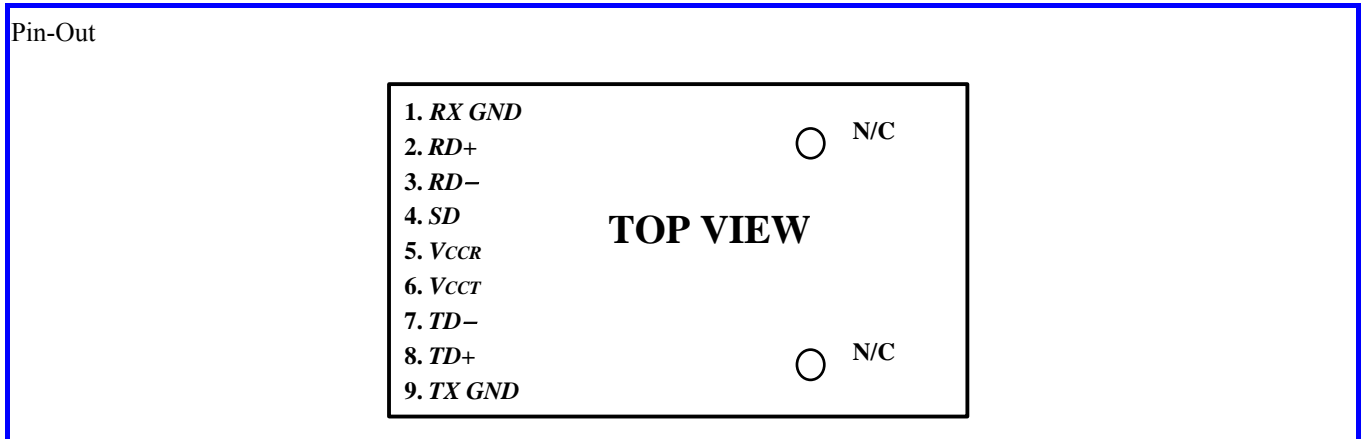 Pin-Out
1. RX GND
N/C
2. RD+
3. RD−
4. SD
TOP VIEW
5. VCCR
6. VCCT
7. TD−
8. TD+
N/C
9. TX GND